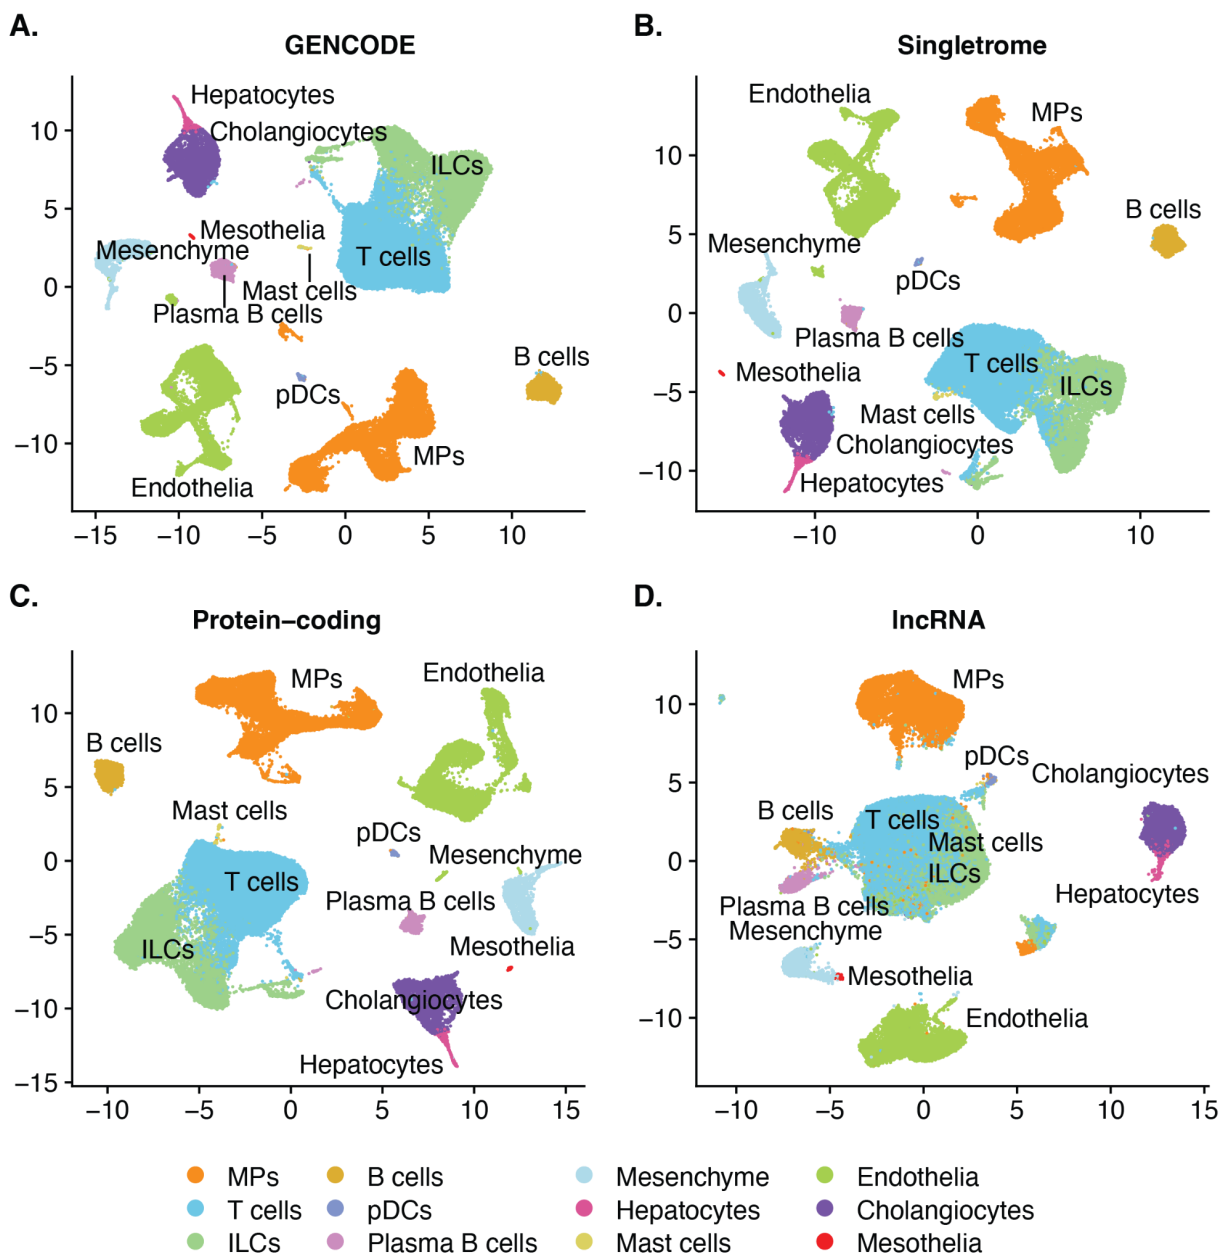 A.
GENCODE
Hepatocytes
Cholangiocytes
ILCs
Mesothelia
Mesenchyme
T cells
Mast cells
Plasma B cells
B cells
pDCs
MPs
Endothelia
10
5
0
−5
−10
−15 −10 −5 0 5 10
B.
Singletrome
Endothelia
MPs
B cells
Mesenchyme
pDCs
Plasma B cells
T cells
Mesothelia
ILCs
Mast cells
Cholangiocytes
Hepatocytes
10
5
0
−5
−10
−10 0 10
C.
Protein−coding
MPs
Endothelia
B cells
Mast cells
pDCs
Mesenchyme
T cells
Plasma B cells
ILCs
Mesothelia
Cholangiocytes
Hepatocytes
10
5
0
−5
−10
−15
−10 −5 0 5 10 15
D.
lncRNA
MPs
pDCs
Cholangiocytes
B cells
T cells
Mast cells
ILCs
Hepatocytes
Plasma B cells
Mesenchyme
Mesothelia
Endothelia
10
5
0
−5
−10
−10 −5 0 5 10 15
MPs B cells Mesenchyme Endothelia
T cells pDCs Hepatocytes Cholangiocytes
ILCs Plasma B cells Mast cells Mesothelia